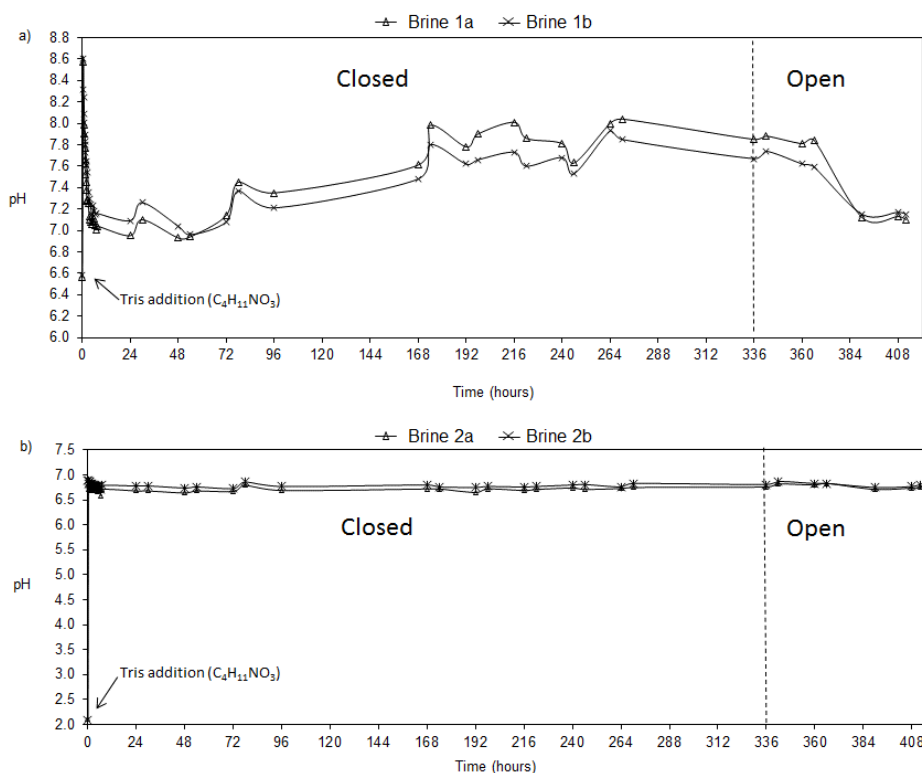 Brine 1a Brine 1b
a)
8.8
8.6
8.4
8.2
8.0
7.8
7.6
7.4
7.2
7.0
6.8
6.6
6.4
6.2
6.0
pH
Closed
Open
Tris addition (C₄H₁₁NO₃)
0 24 48 72 96 120 144 168 192 216 240 264 288 312 336 360 384 408
Time (hours)
b)
Brine 2a Brine 2b
7.5
7.0
6.5
6.0
5.5
5.0
4.5
4.0
3.5
3.0
2.5
2.0
pH
Closed
Open
Tris addition (C₄H₁₁NO₃)
0 24 48 72 96 120 144 168 192 216 240 264 288 312 336 360 384 408
Time (hours)